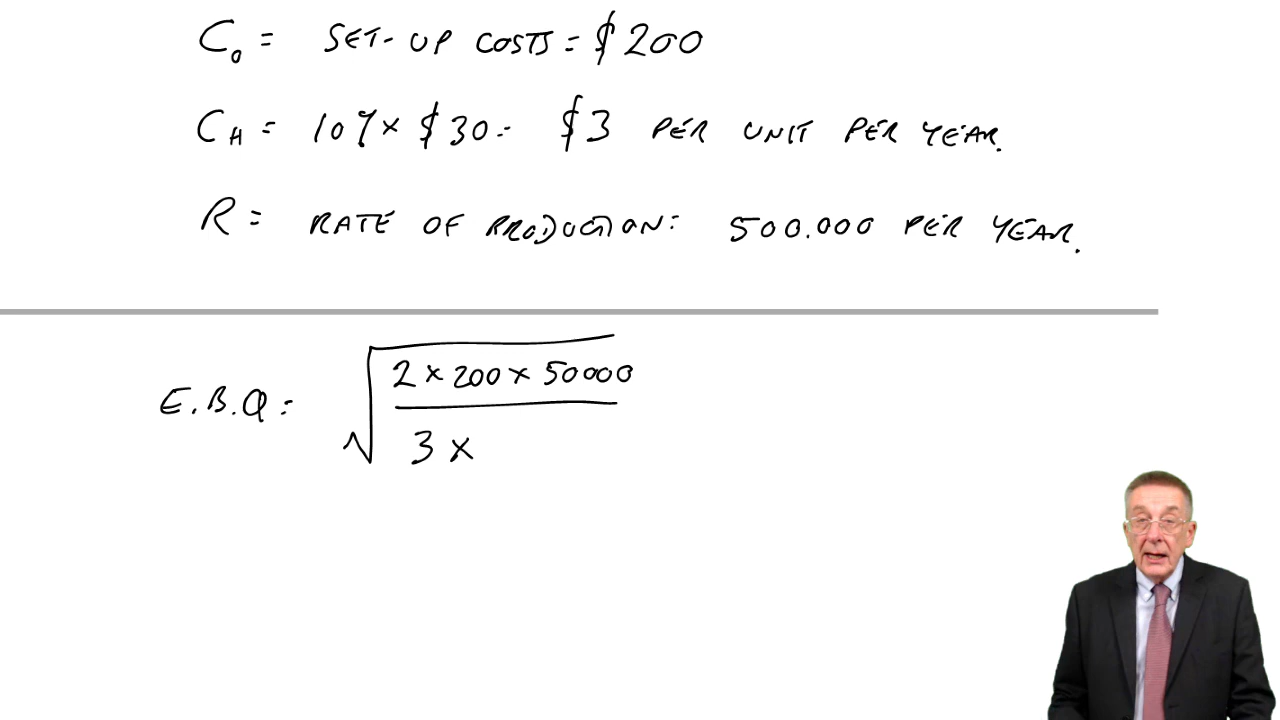 C₀ = SET-UP COSTS = $200
C_H = 10% × $30 = $3 PER UNIT PER YEAR.
R = RATE OF PRODUCTION = 500.000 PER YEAR.
E.B.Q = √
2 × 200 × 50000
3 ×